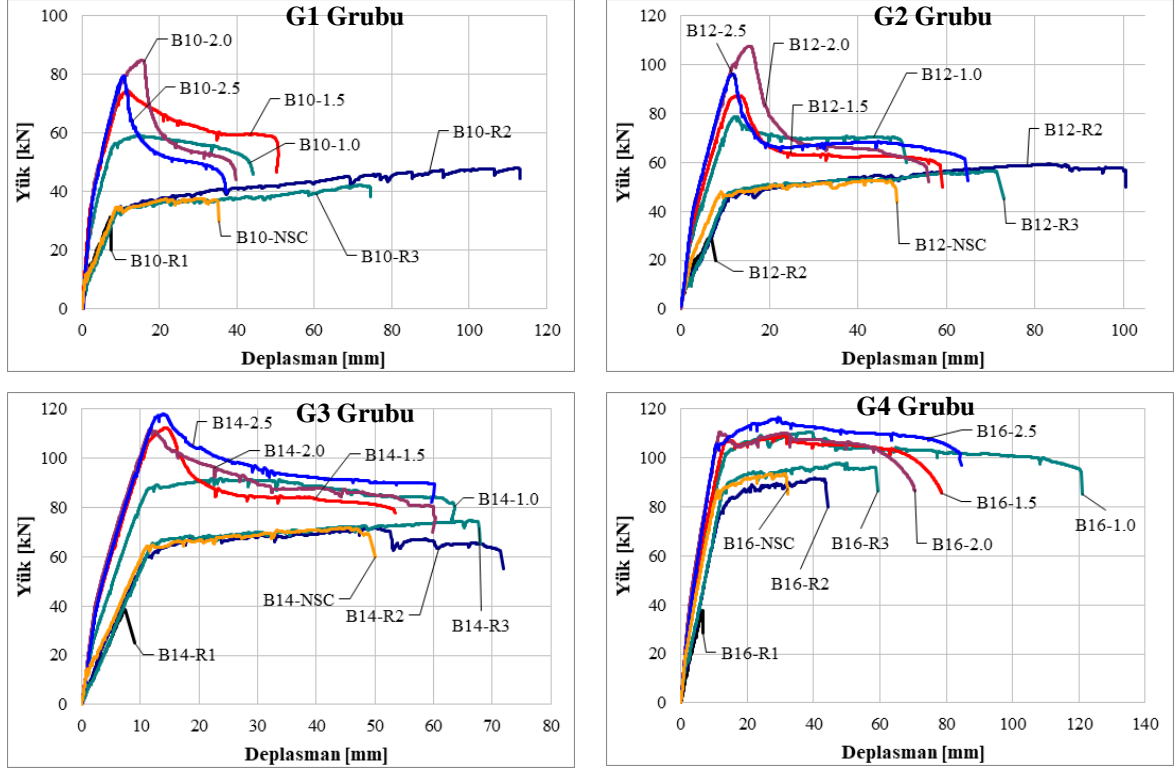 G1 Grubu
Yük [kN]
100
80
60
40
20
0
B10-2.0
B10-2.5
B10-1.5
B10-1.0
B10-R2
B10-NSC
B10-R3
B10-R1
0 20 40 60 80 100 120
Deplasman [mm]
G2 Grubu
Yük [kN]
120
100
80
60
40
20
0
B12-2.5
B12-2.0
B12-1.0
B12-1.5
B12-R2
B12-R3
B12-NSC
B12-R2
0 20 40 60 80 100
Deplasman [mm]
G3 Grubu
Yük [kN]
120
100
80
60
40
20
0
B14-2.5
B14-2.0
B14-1.5
B14-1.0
B14-NSC
B14-R2
B14-R3
B14-R1
0 10 20 30 40 50 60 70 80
Deplasman [mm]
G4 Grubu
Yük [kN]
120
100
80
60
40
20
0
B16-2.5
B16-1.5
B16-1.0
B16-NSC
B16-R3
B16-2.0
B16-R2
B16-R1
0 20 40 60 80 100 120 140
Deplasman [mm]